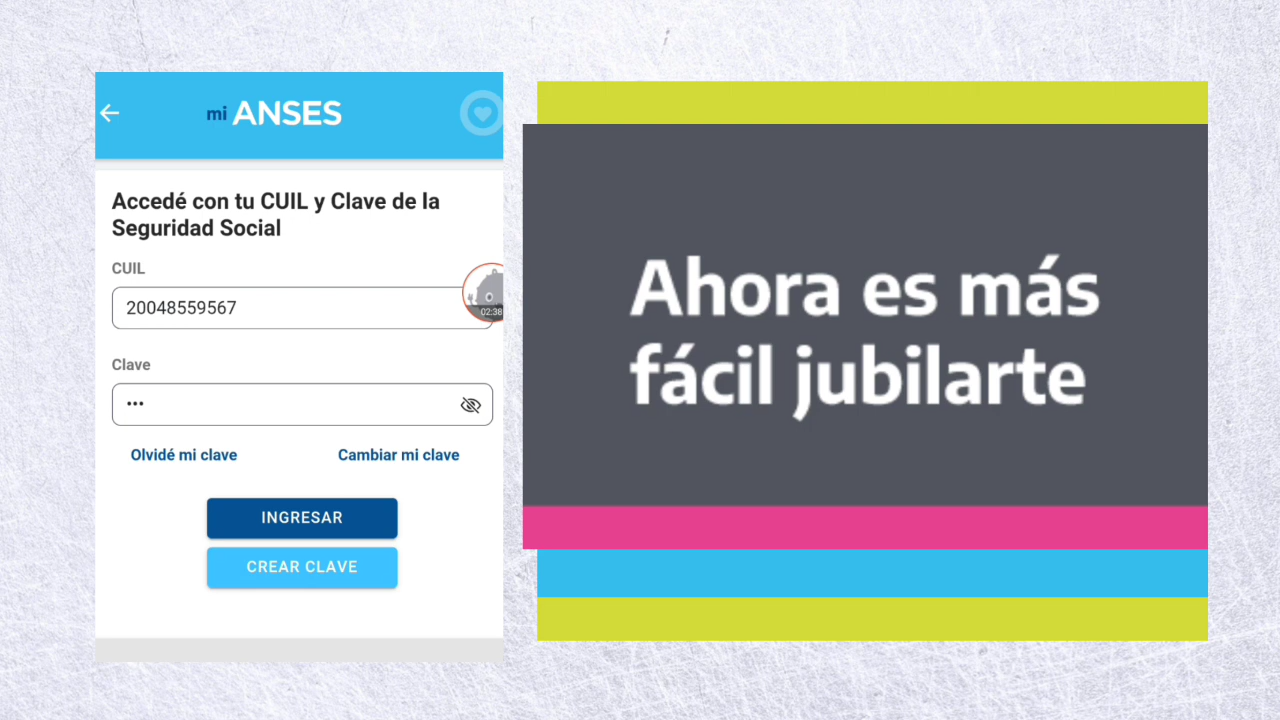 mi ANSES
Accedé con tu CUIL y Clave de la
Seguridad Social
CUIL
20048559567
02:38
Clave
•••
Olvidé mi clave
Cambiar mi clave
INGRESAR
CREAR CLAVE
Ahora es más
fácil jubilarte